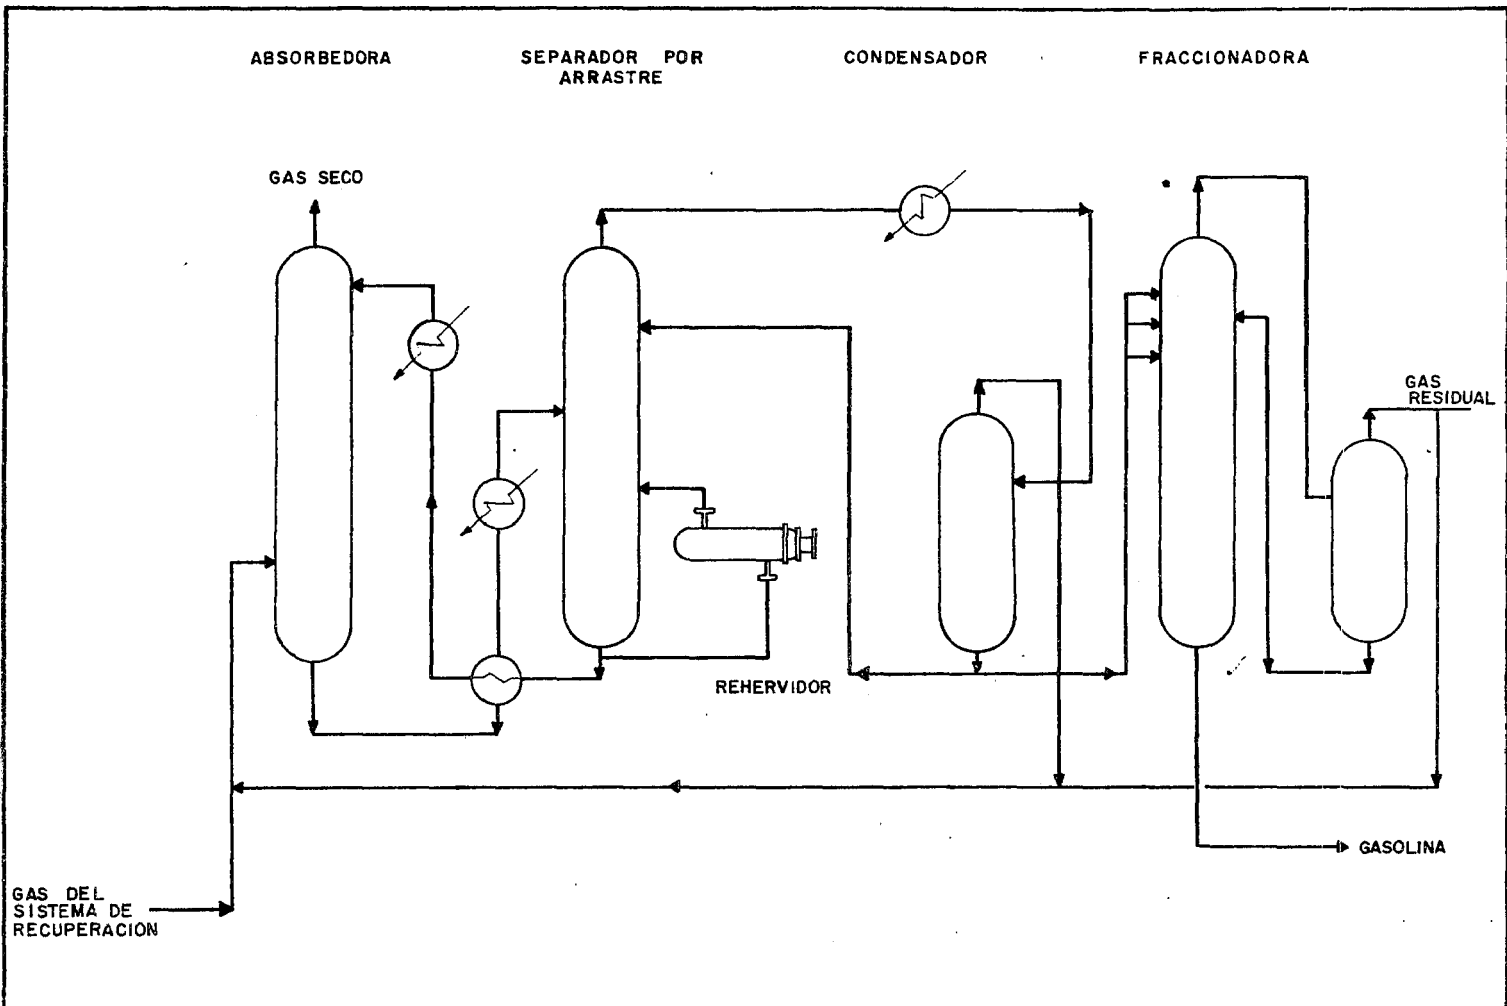 ABSORBEDORA
SEPARADOR POR
ARRASTRE
CONDENSADOR
FRACCIONADORA
GAS SECO
GAS
RESIDUAL
REHERVIDOR
GASOLINA
GAS DEL
SISTEMA DE
RECUPERACION